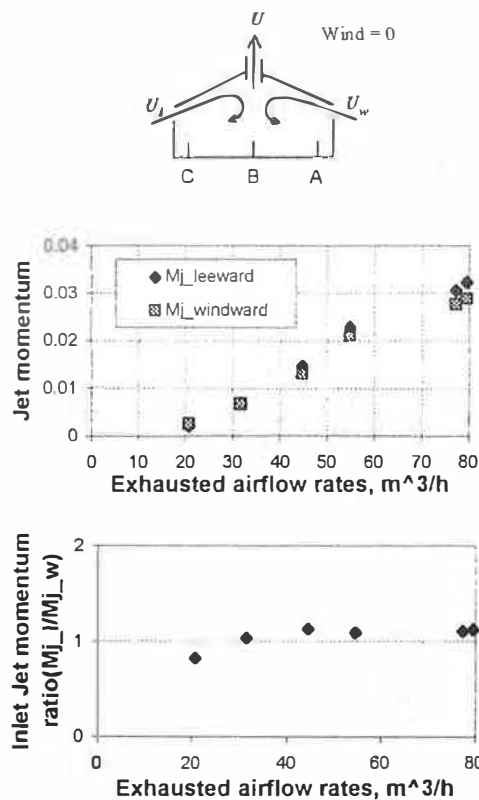 U
Wind = 0
U_l
U_w
C
B
A
Jet momentum
0.04
0.03
0.02
0.01
0
Mj_leeward
Mj_windward
0 10 20 30 40 50 60 70 80
Exhausted airflow rates, m^3/h
Inlet Jet momentum
ratio(Mj_l/Mj_w)
2
1
0
0 20 40 60 80
Exhausted airflow rates, m^3/h